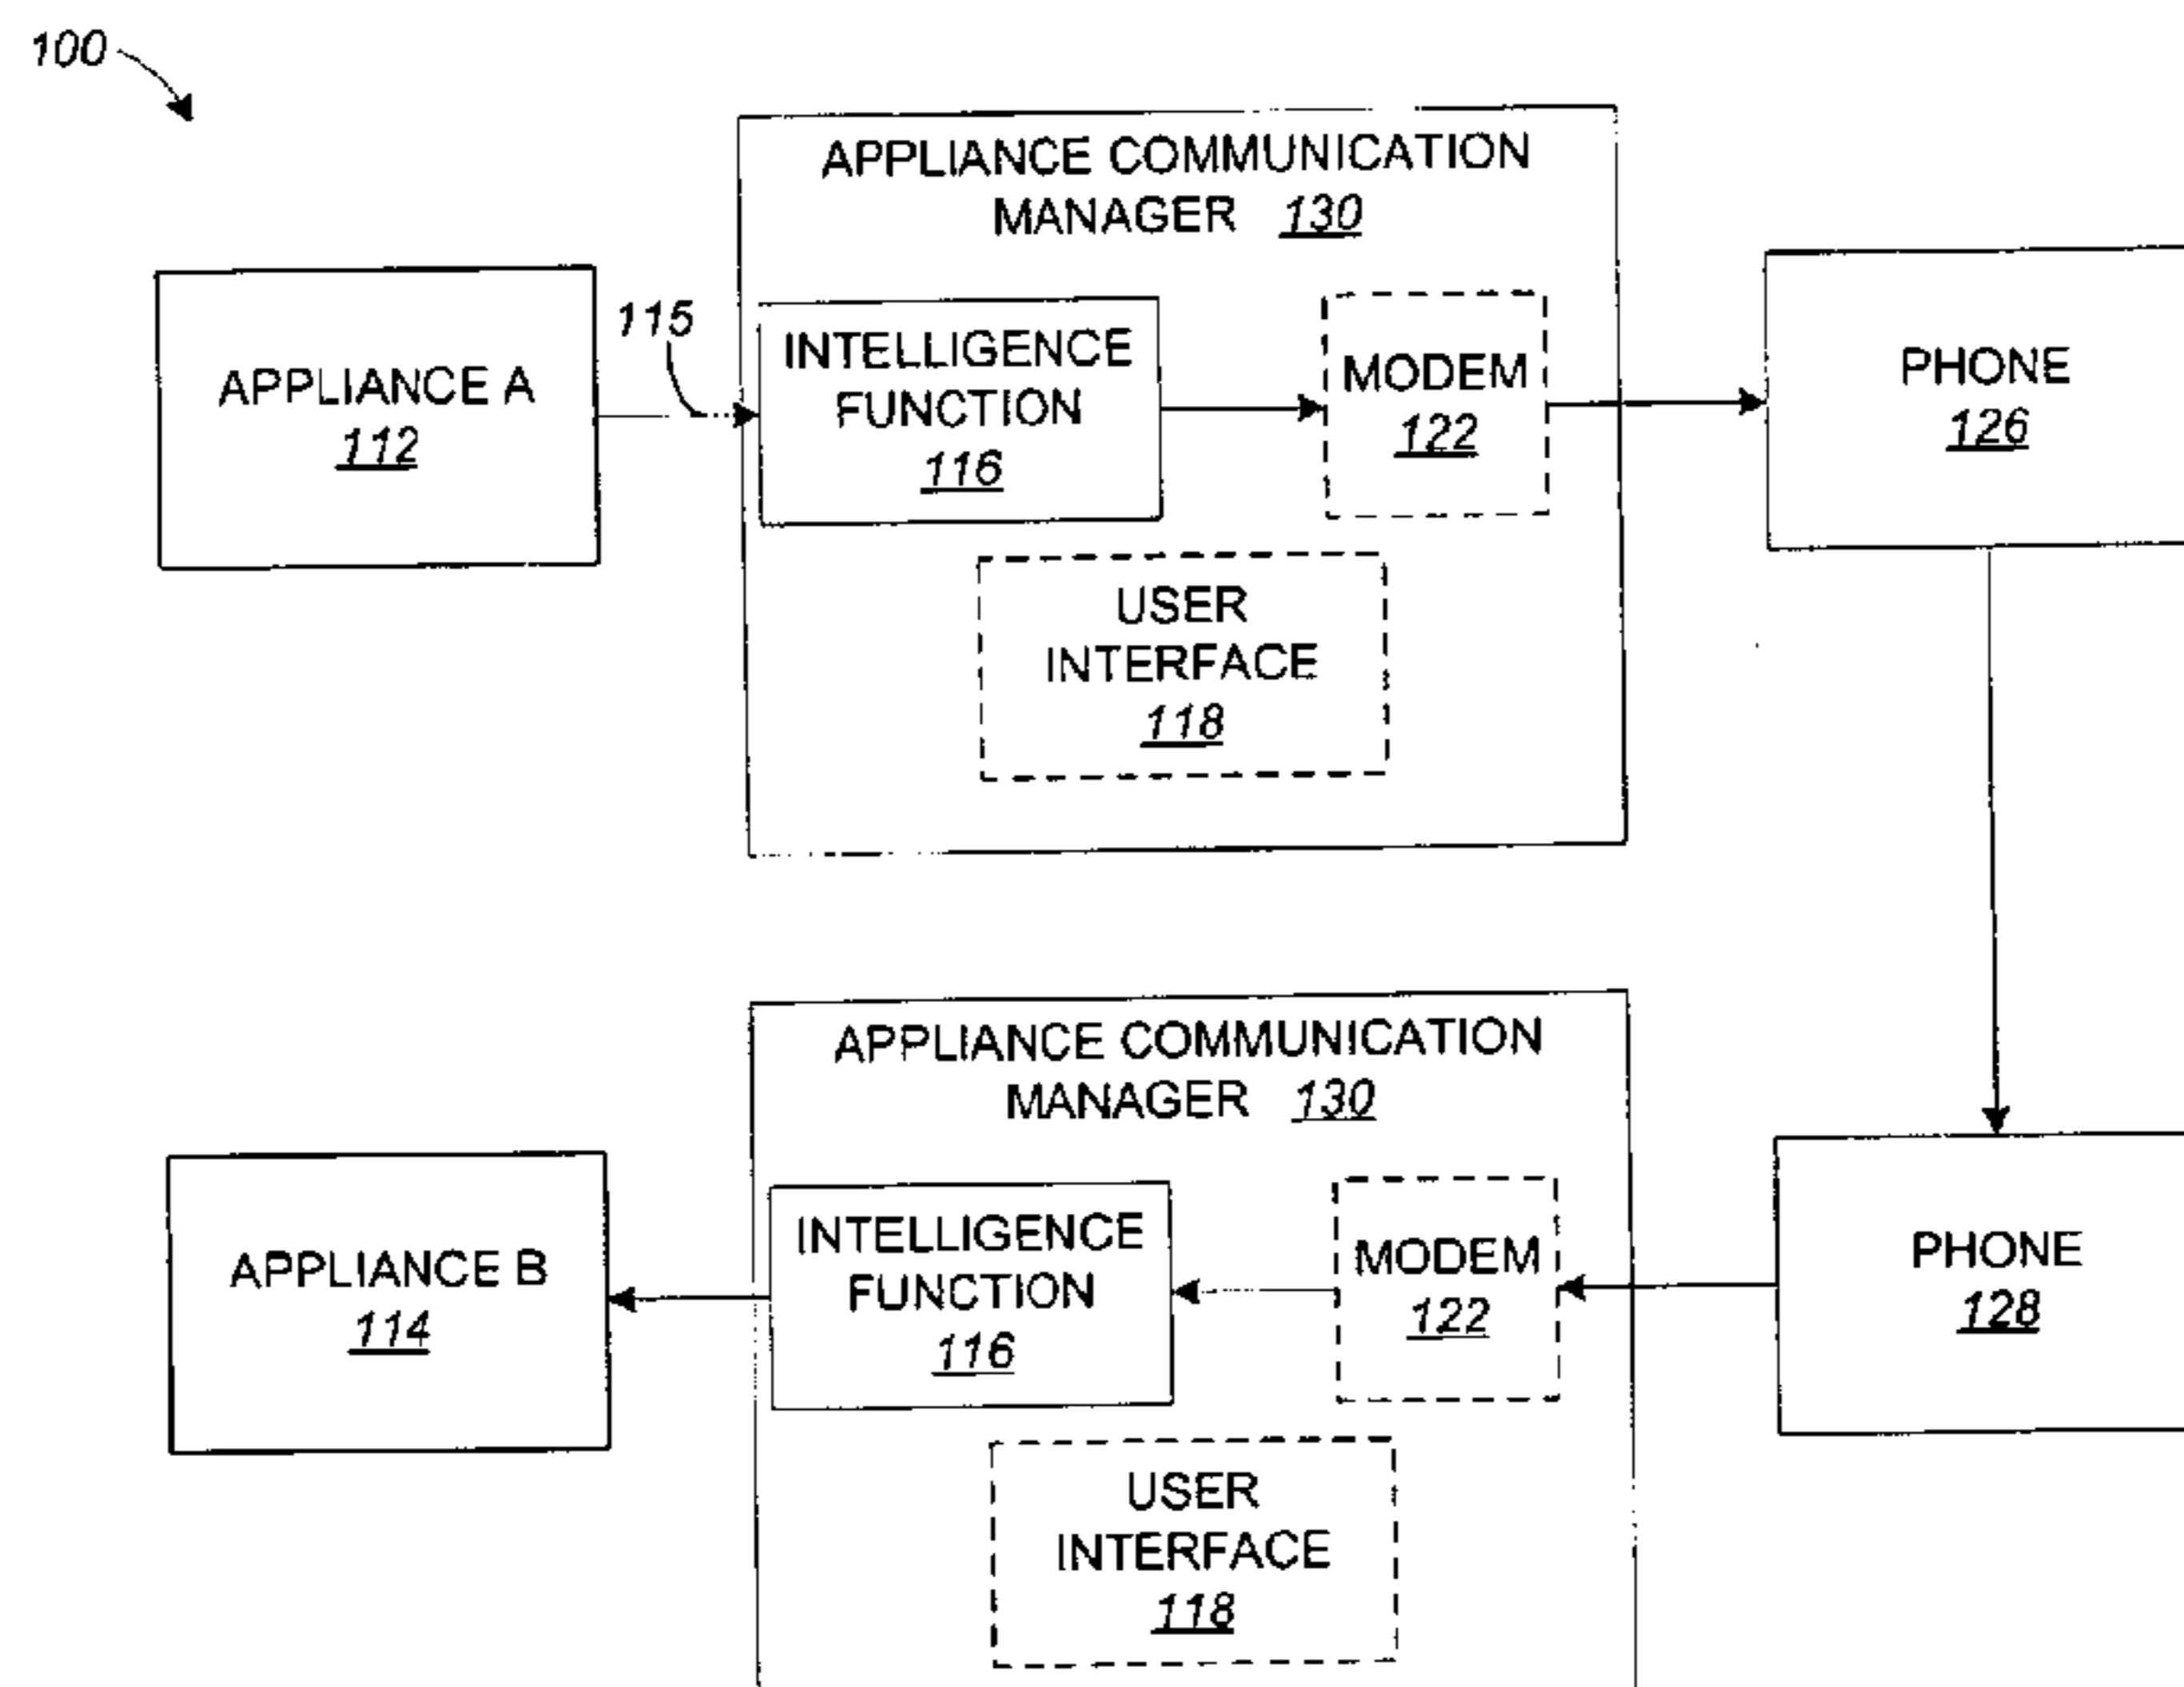 100
APPLIANCE COMMUNICATION
MANAGER 130
APPLIANCE A
112
115
INTELLIGENCE
FUNCTION
116
MODEM
122
PHONE
126
USER
INTERFACE
118
APPLIANCE COMMUNICATION
MANAGER 130
APPLIANCE B
114
INTELLIGENCE
FUNCTION
116
MODEM
122
PHONE
128
USER
INTERFACE
118